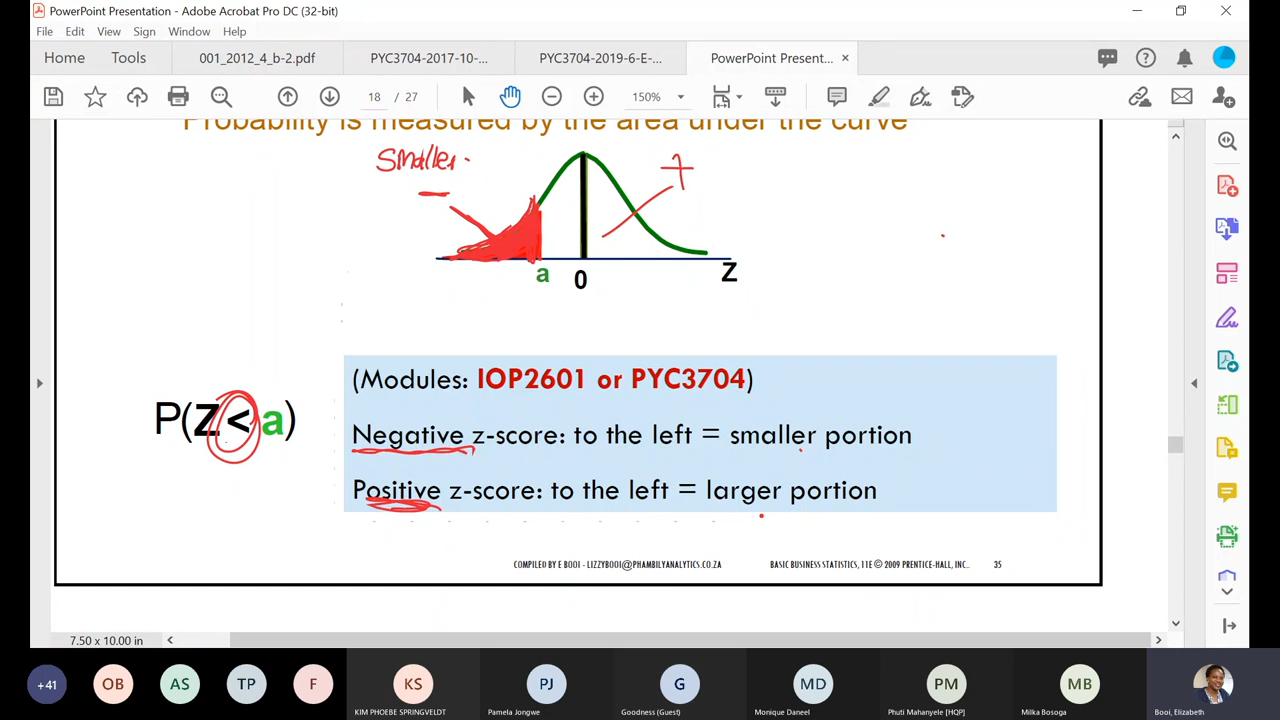 PowerPoint Presentation - Adobe Acrobat Pro DC (32-bit)
File Edit View Sign Window Help
Home Tools 001_2012_4_b-2.pdf PYC3704-2017-10-... PYC3704-2019-6-E-... PowerPoint Present... ×
18 / 27 150%
Probability is measured by the area under the curve
Smaller
+
a 0 Z
(Modules: IOP2601 or PYC3704)
P(Z < a)
Negative z-score: to the left = smaller portion
Positive z-score: to the left = larger portion
COMPILED BY E BOOI - LIZZYBOOI@PHAMBILYANALYTICS.CO.ZA BASIC BUSINESS STATISTICS, 11E © 2009 PRENTICE-HALL, INC.. 35
7.50 x 10.00 in
+41 OB AS TP F KS PJ G MD PM MB
KIM PHOEBE SPRINGVELDT Pamela Jongwe Goodness (Guest) Monique Daneel Phuti Mahanyele [HQP] Milka Bosoga Booi, Elizabeth